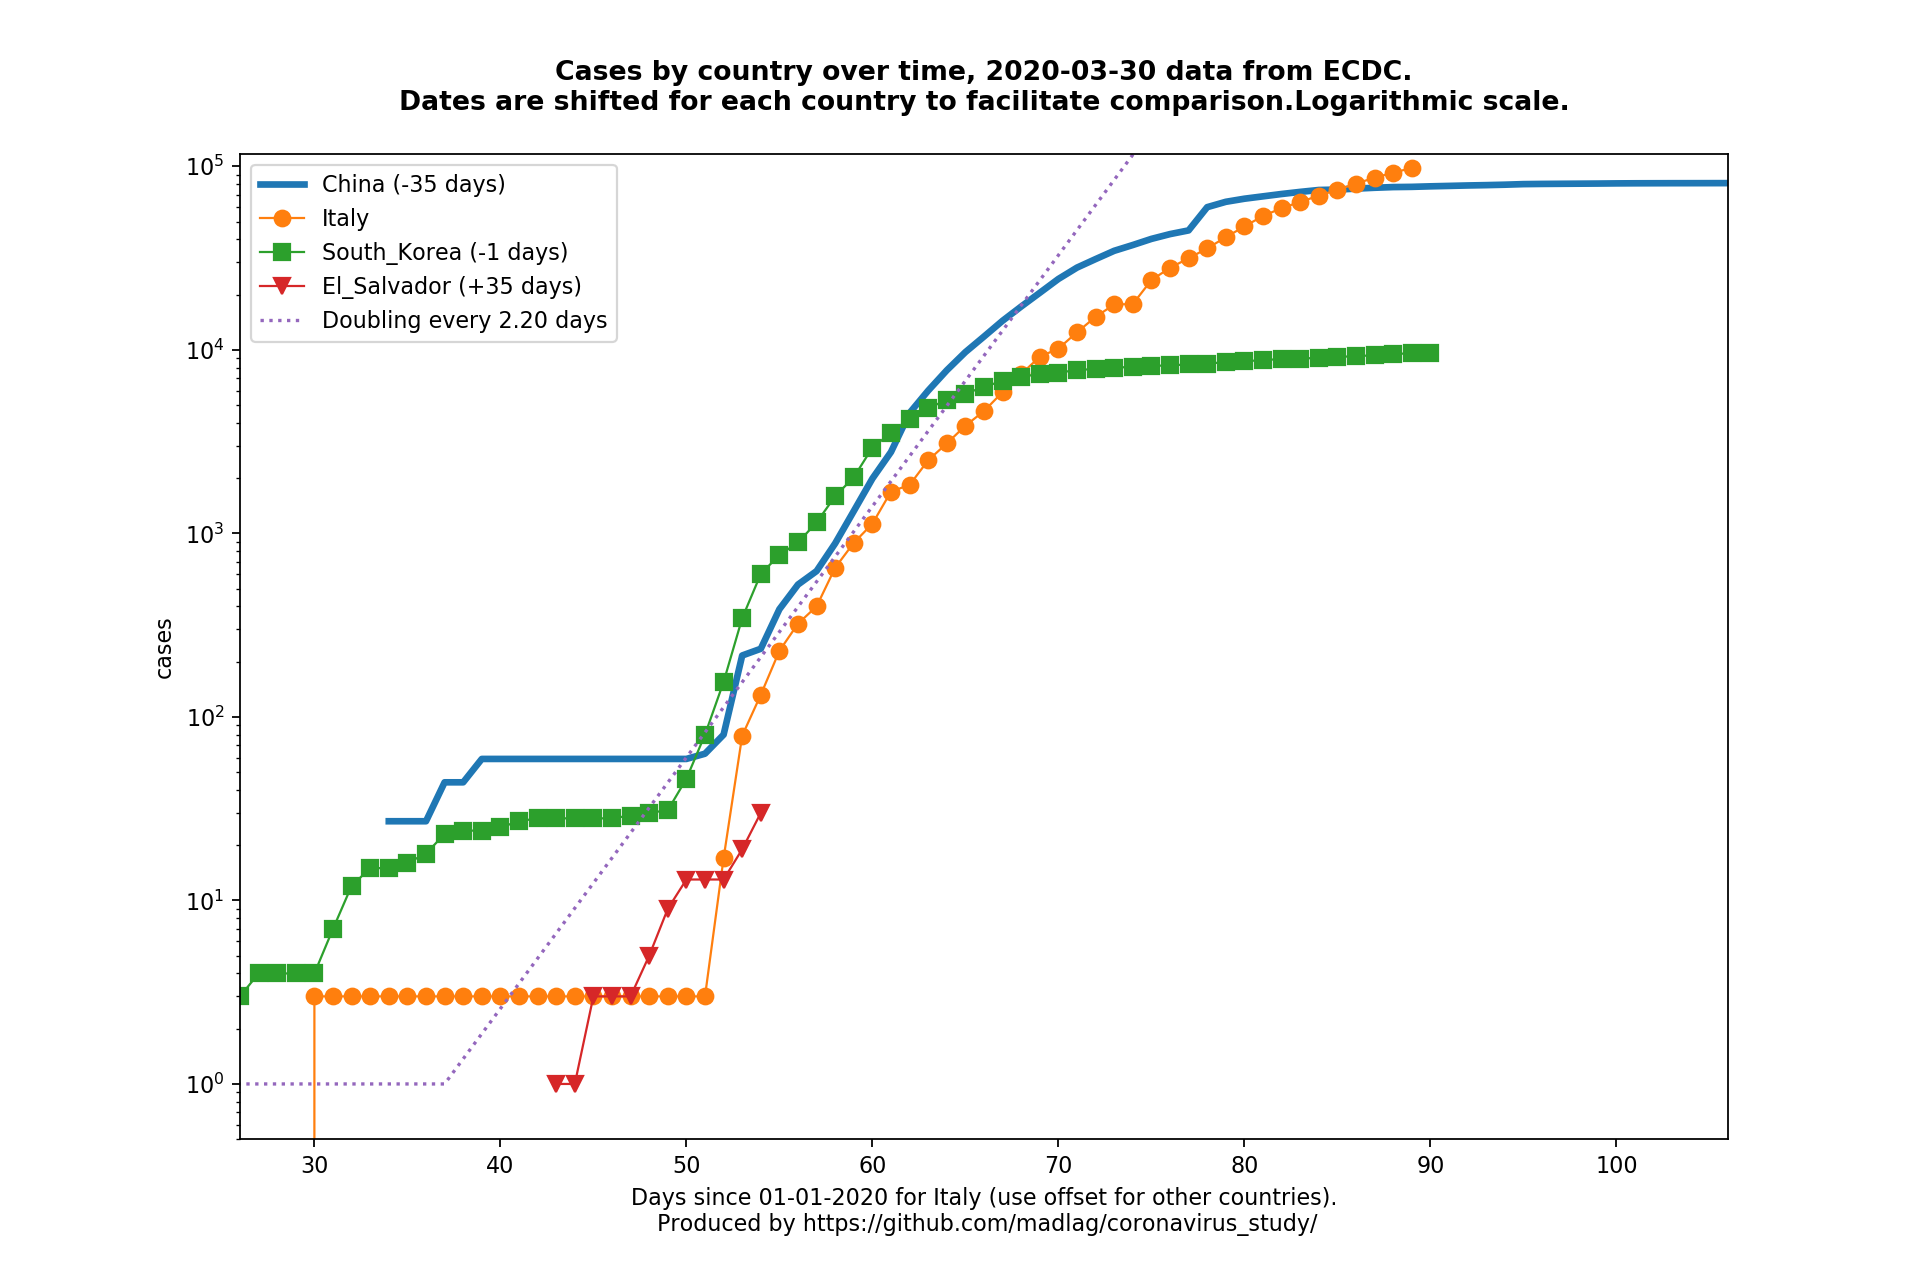 Cases by country over time, 2020-03-30 data from ECDC.
Dates are shifted for each country to facilitate comparison.Logarithmic scale.
China (-35 days)
Italy
South_Korea (-1 days)
El_Salvador (+35 days)
Doubling every 2.20 days
cases
10^5
10^4
10^3
10^2
10^1
10^0
30 40 50 60 70 80 90 100
Days since 01-01-2020 for Italy (use offset for other countries).
Produced by https://github.com/madlag/coronavirus_study/